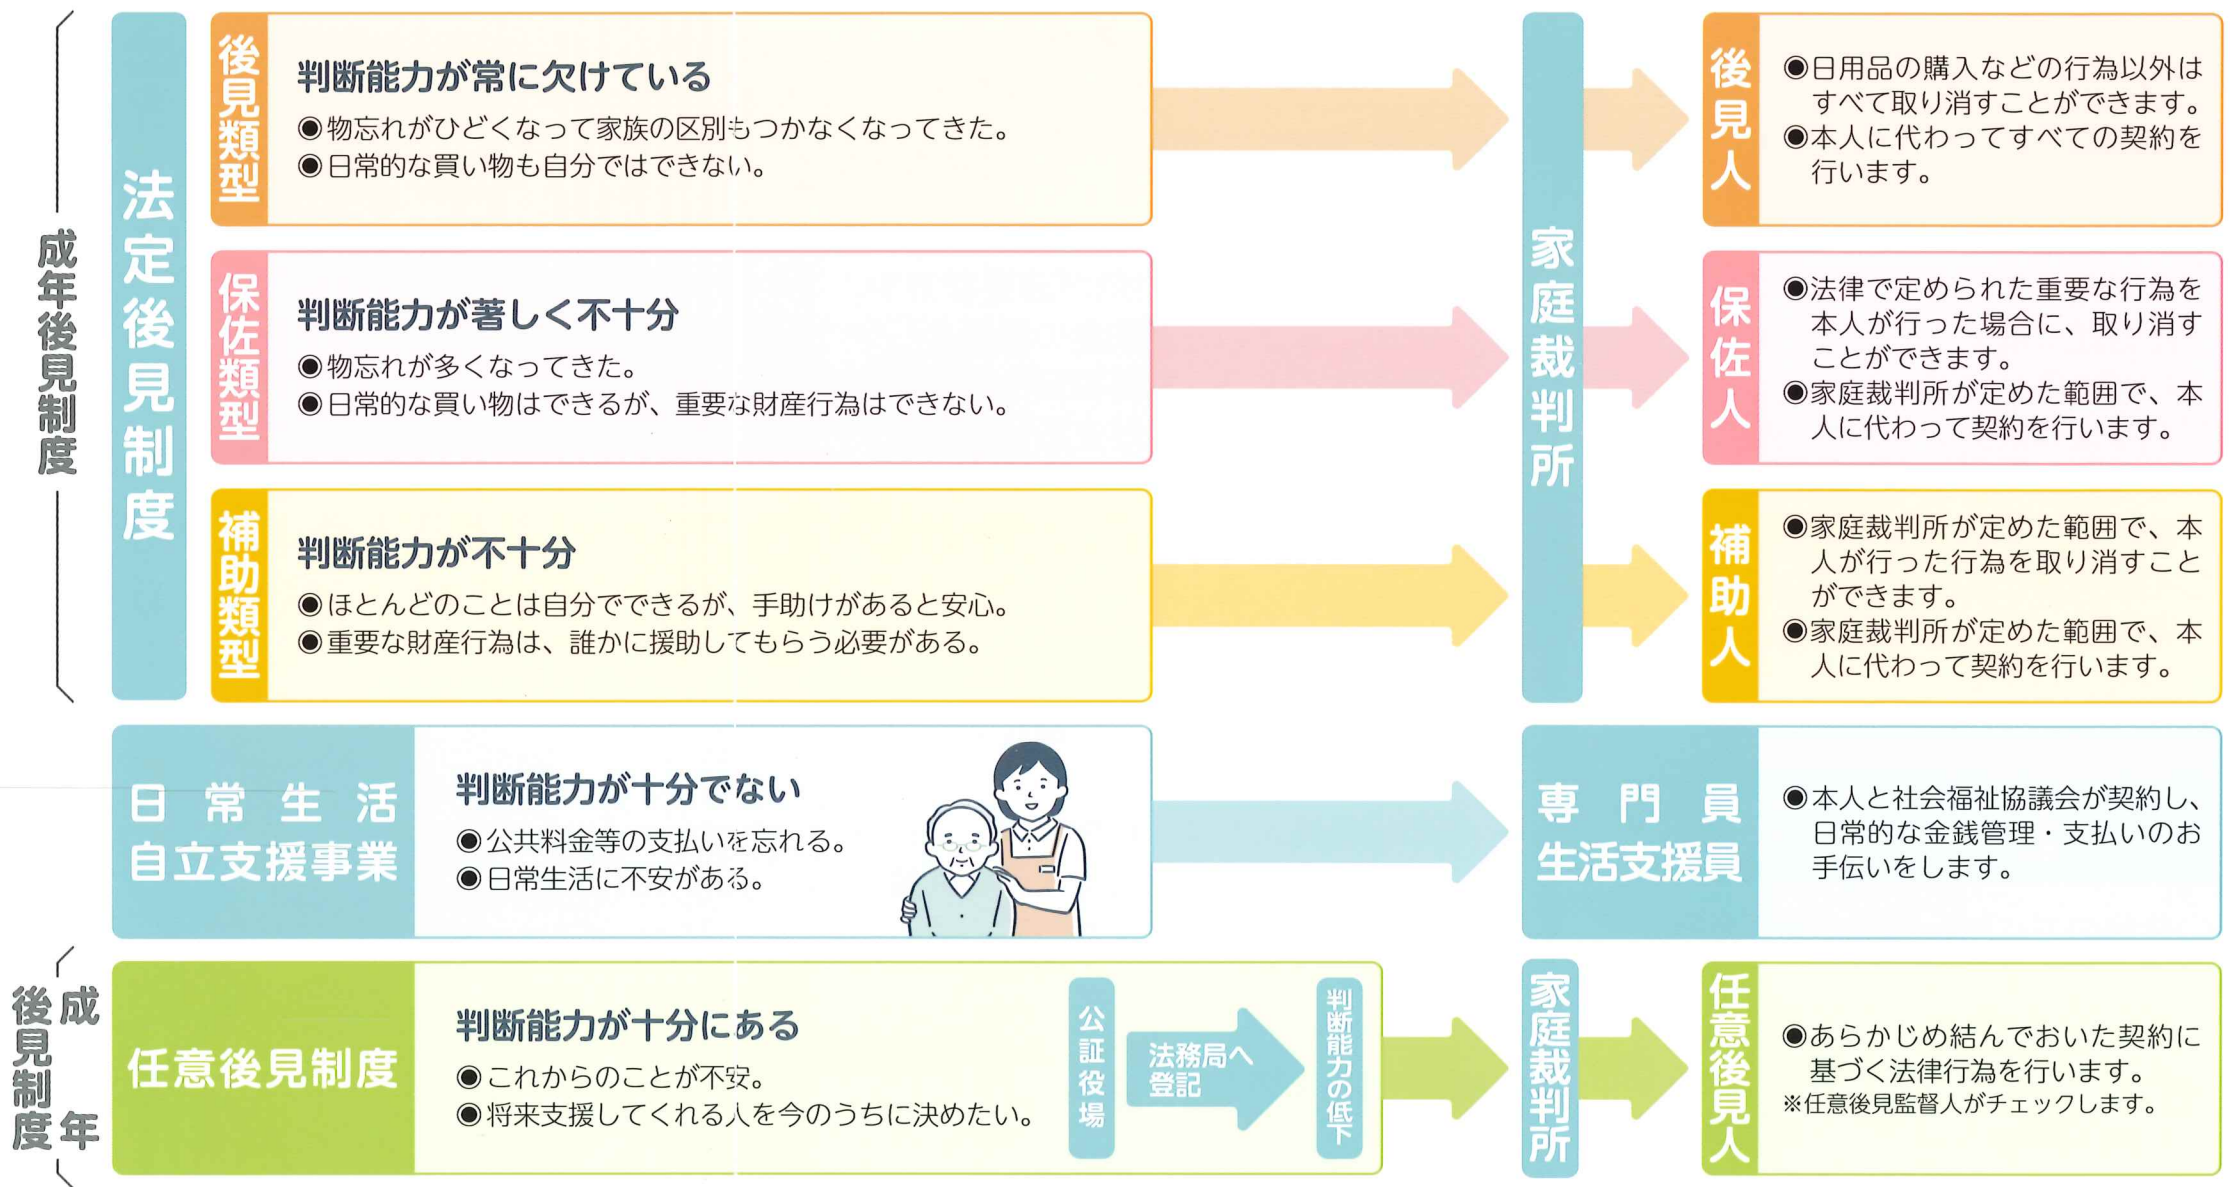 成年後見制度
法定後見制度
後見類型
判断能力が常に欠けている
◉物忘れがひどくなって家族の区別もつかなくなってきた。
◉日常的な買い物も自分ではできない。
保佐類型
判断能力が著しく不十分
◉物忘れが多くなってきた。
◉日常的な買い物はできるが、重要な財産行為はできない。
補助類型
判断能力が不十分
◉ほとんどのことは自分でできるが、手助けがあると安心。
◉重要な財産行為は、誰かに援助してもらう必要がある。
家庭裁判所
後見人
◉日用品の購入などの行為以外は
すべて取り消すことができます。
◉本人に代わってすべての契約を
行います。
保佐人
◉法律で定められた重要な行為を
本人が行った場合に、取り消す
ことができます。
◉家庭裁判所が定めた範囲で、本
人に代わって契約を行います。
補助人
◉家庭裁判所が定めた範囲で、本
人が行った行為を取り消すこと
ができます。
◉家庭裁判所が定めた範囲で、本
人に代わって契約を行います。
日常生活
自立支援事業
判断能力が十分でない
◉公共料金等の支払いを忘れる。
◉日常生活に不安がある。
専門員
生活支援員
◉本人と社会福祉協議会が契約し、
日常的な金銭管理・支払いのお
手伝いをします。
成年
後見制度
任意後見制度
判断能力が十分にある
◉これからのことが不安。
◉将来支援してくれる人を今のうちに決めたい。
公証役場
法務局へ
登記
判断能力の低下
家庭裁判所
任意後見人
◉あらかじめ結んでおいた契約に
基づく法律行為を行います。
※任意後見監督人がチェックします。